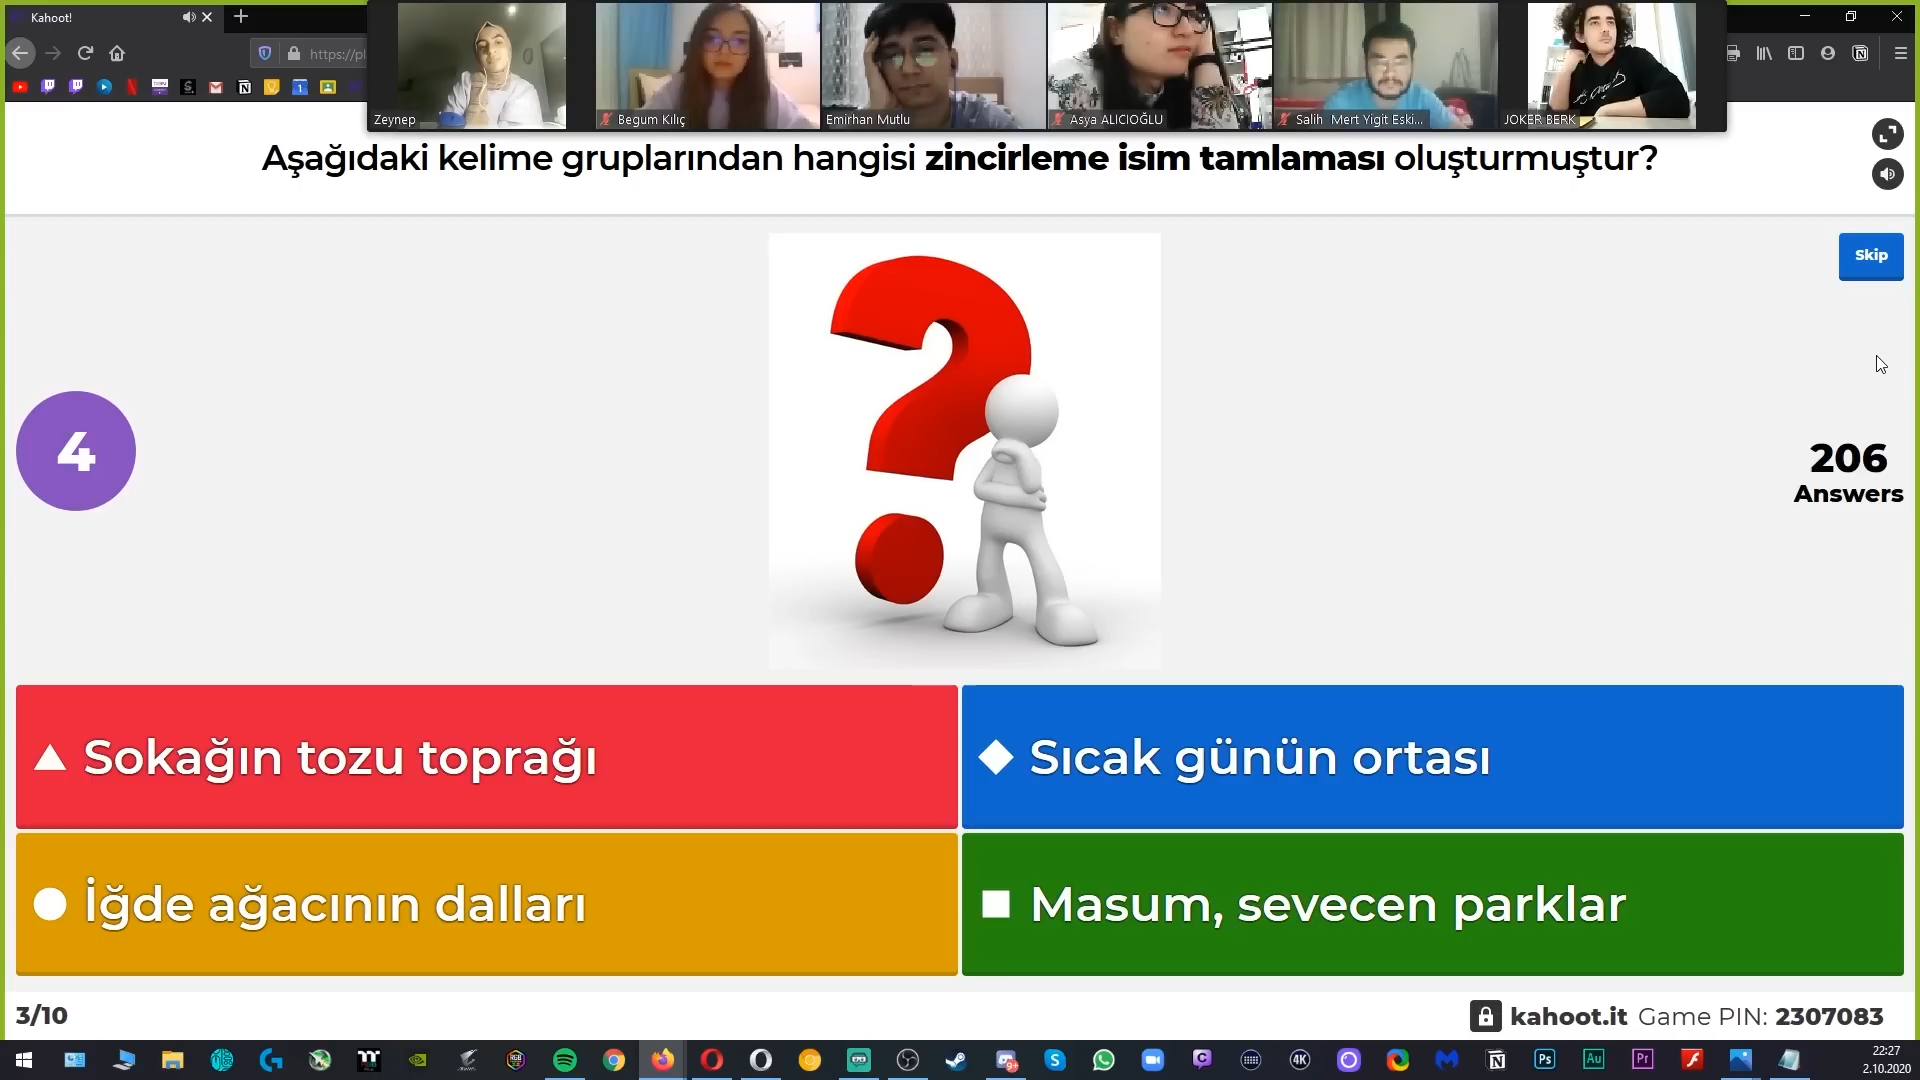 Kahoot!
https://pl
Zeynep
Begum Kılıç
Emirhan Mutlu
Asya ALICIOĞLU
Salih Mert Yigit Eski...
JOKER BERK
Aşağıdaki kelime gruplarından hangisi zincirleme isim tamlaması oluşturmuştur?
Skip
4
206
Answers
Sokağın tozu toprağı
Sıcak günün ortası
İğde ağacının dalları
Masum, sevecen parklar
3/10
kahoot.it Game PIN: 2307083
22:27
2.10.2020